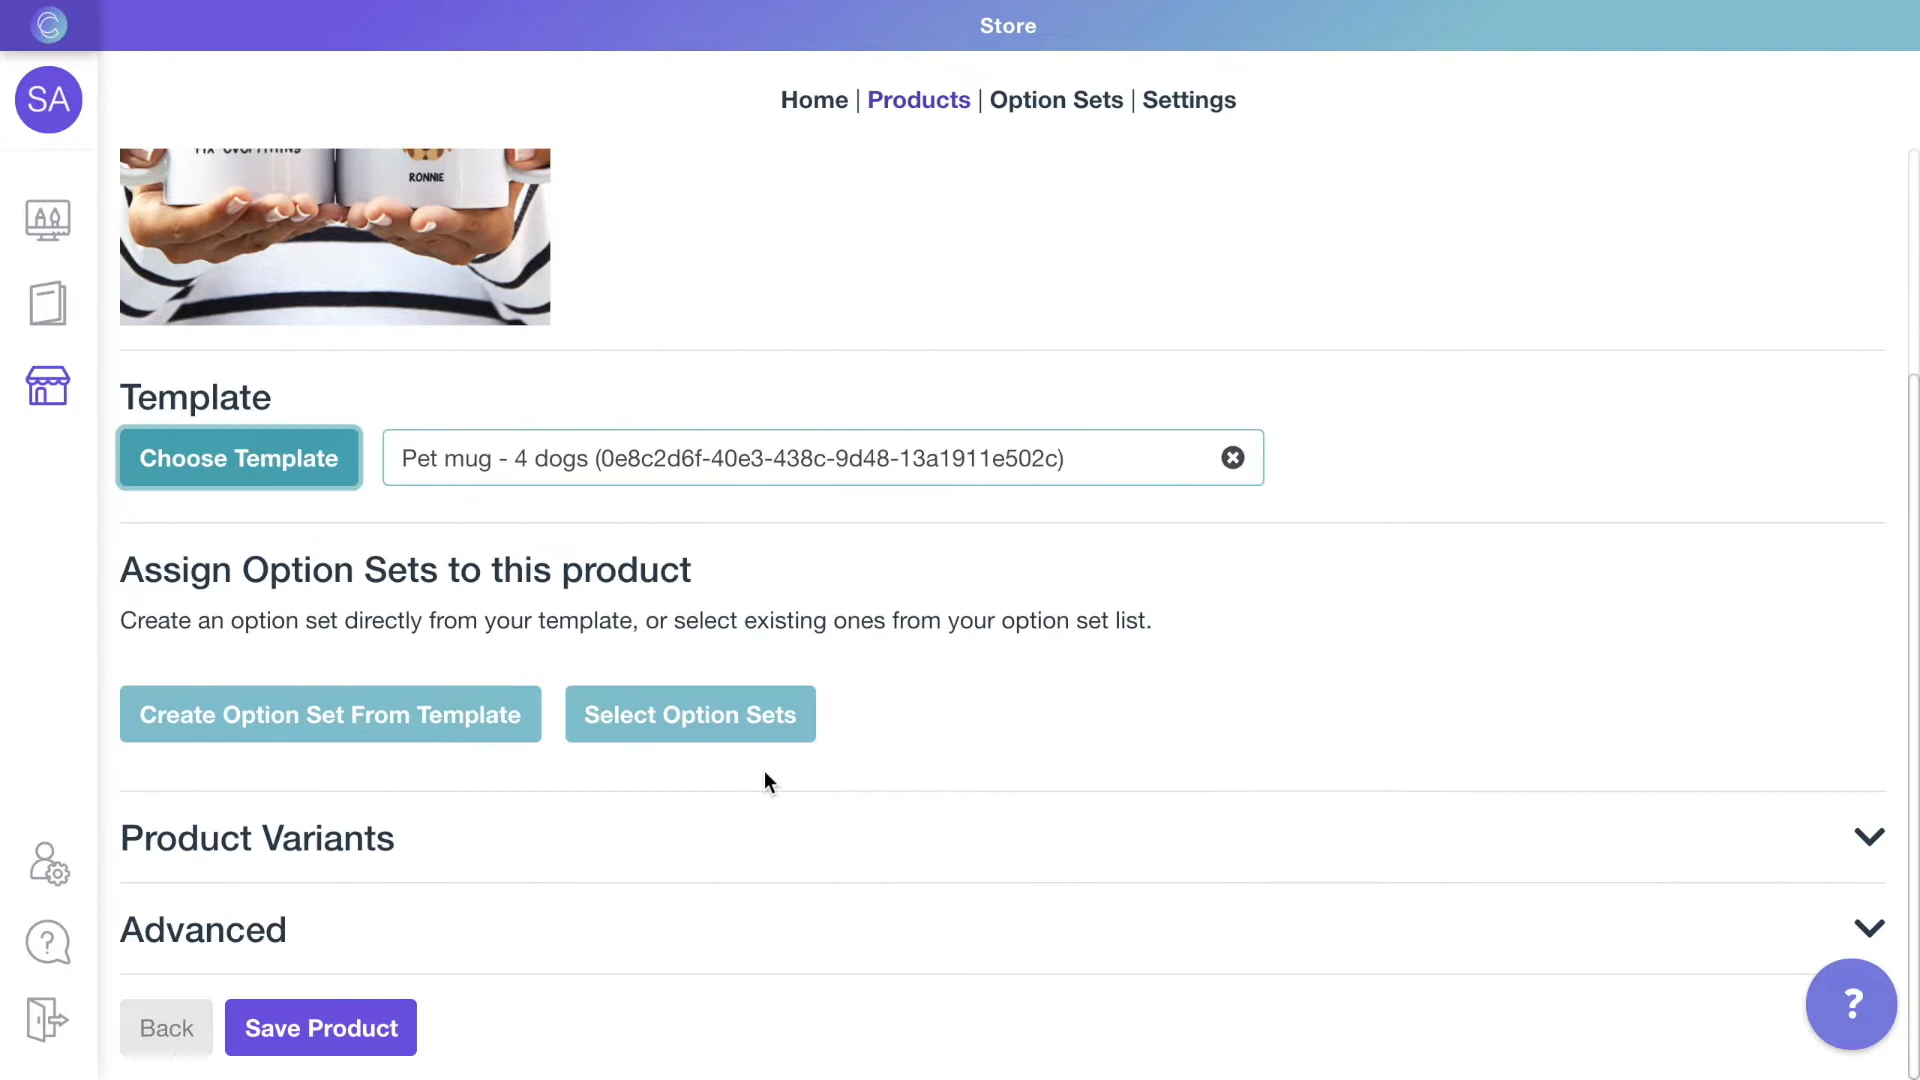 Store
SA
Home | Products | Option Sets | Settings
FIX EVERYTHING
RONNIE
Template
Choose Template
Pet mug - 4 dogs (0e8c2d6f-40e3-438c-9d48-13a1911e502c)
Assign Option Sets to this product
Create an option set directly from your template, or select existing ones from your option set list.
Create Option Set From Template
Select Option Sets
Product Variants
Advanced
?
?
Back
Save Product